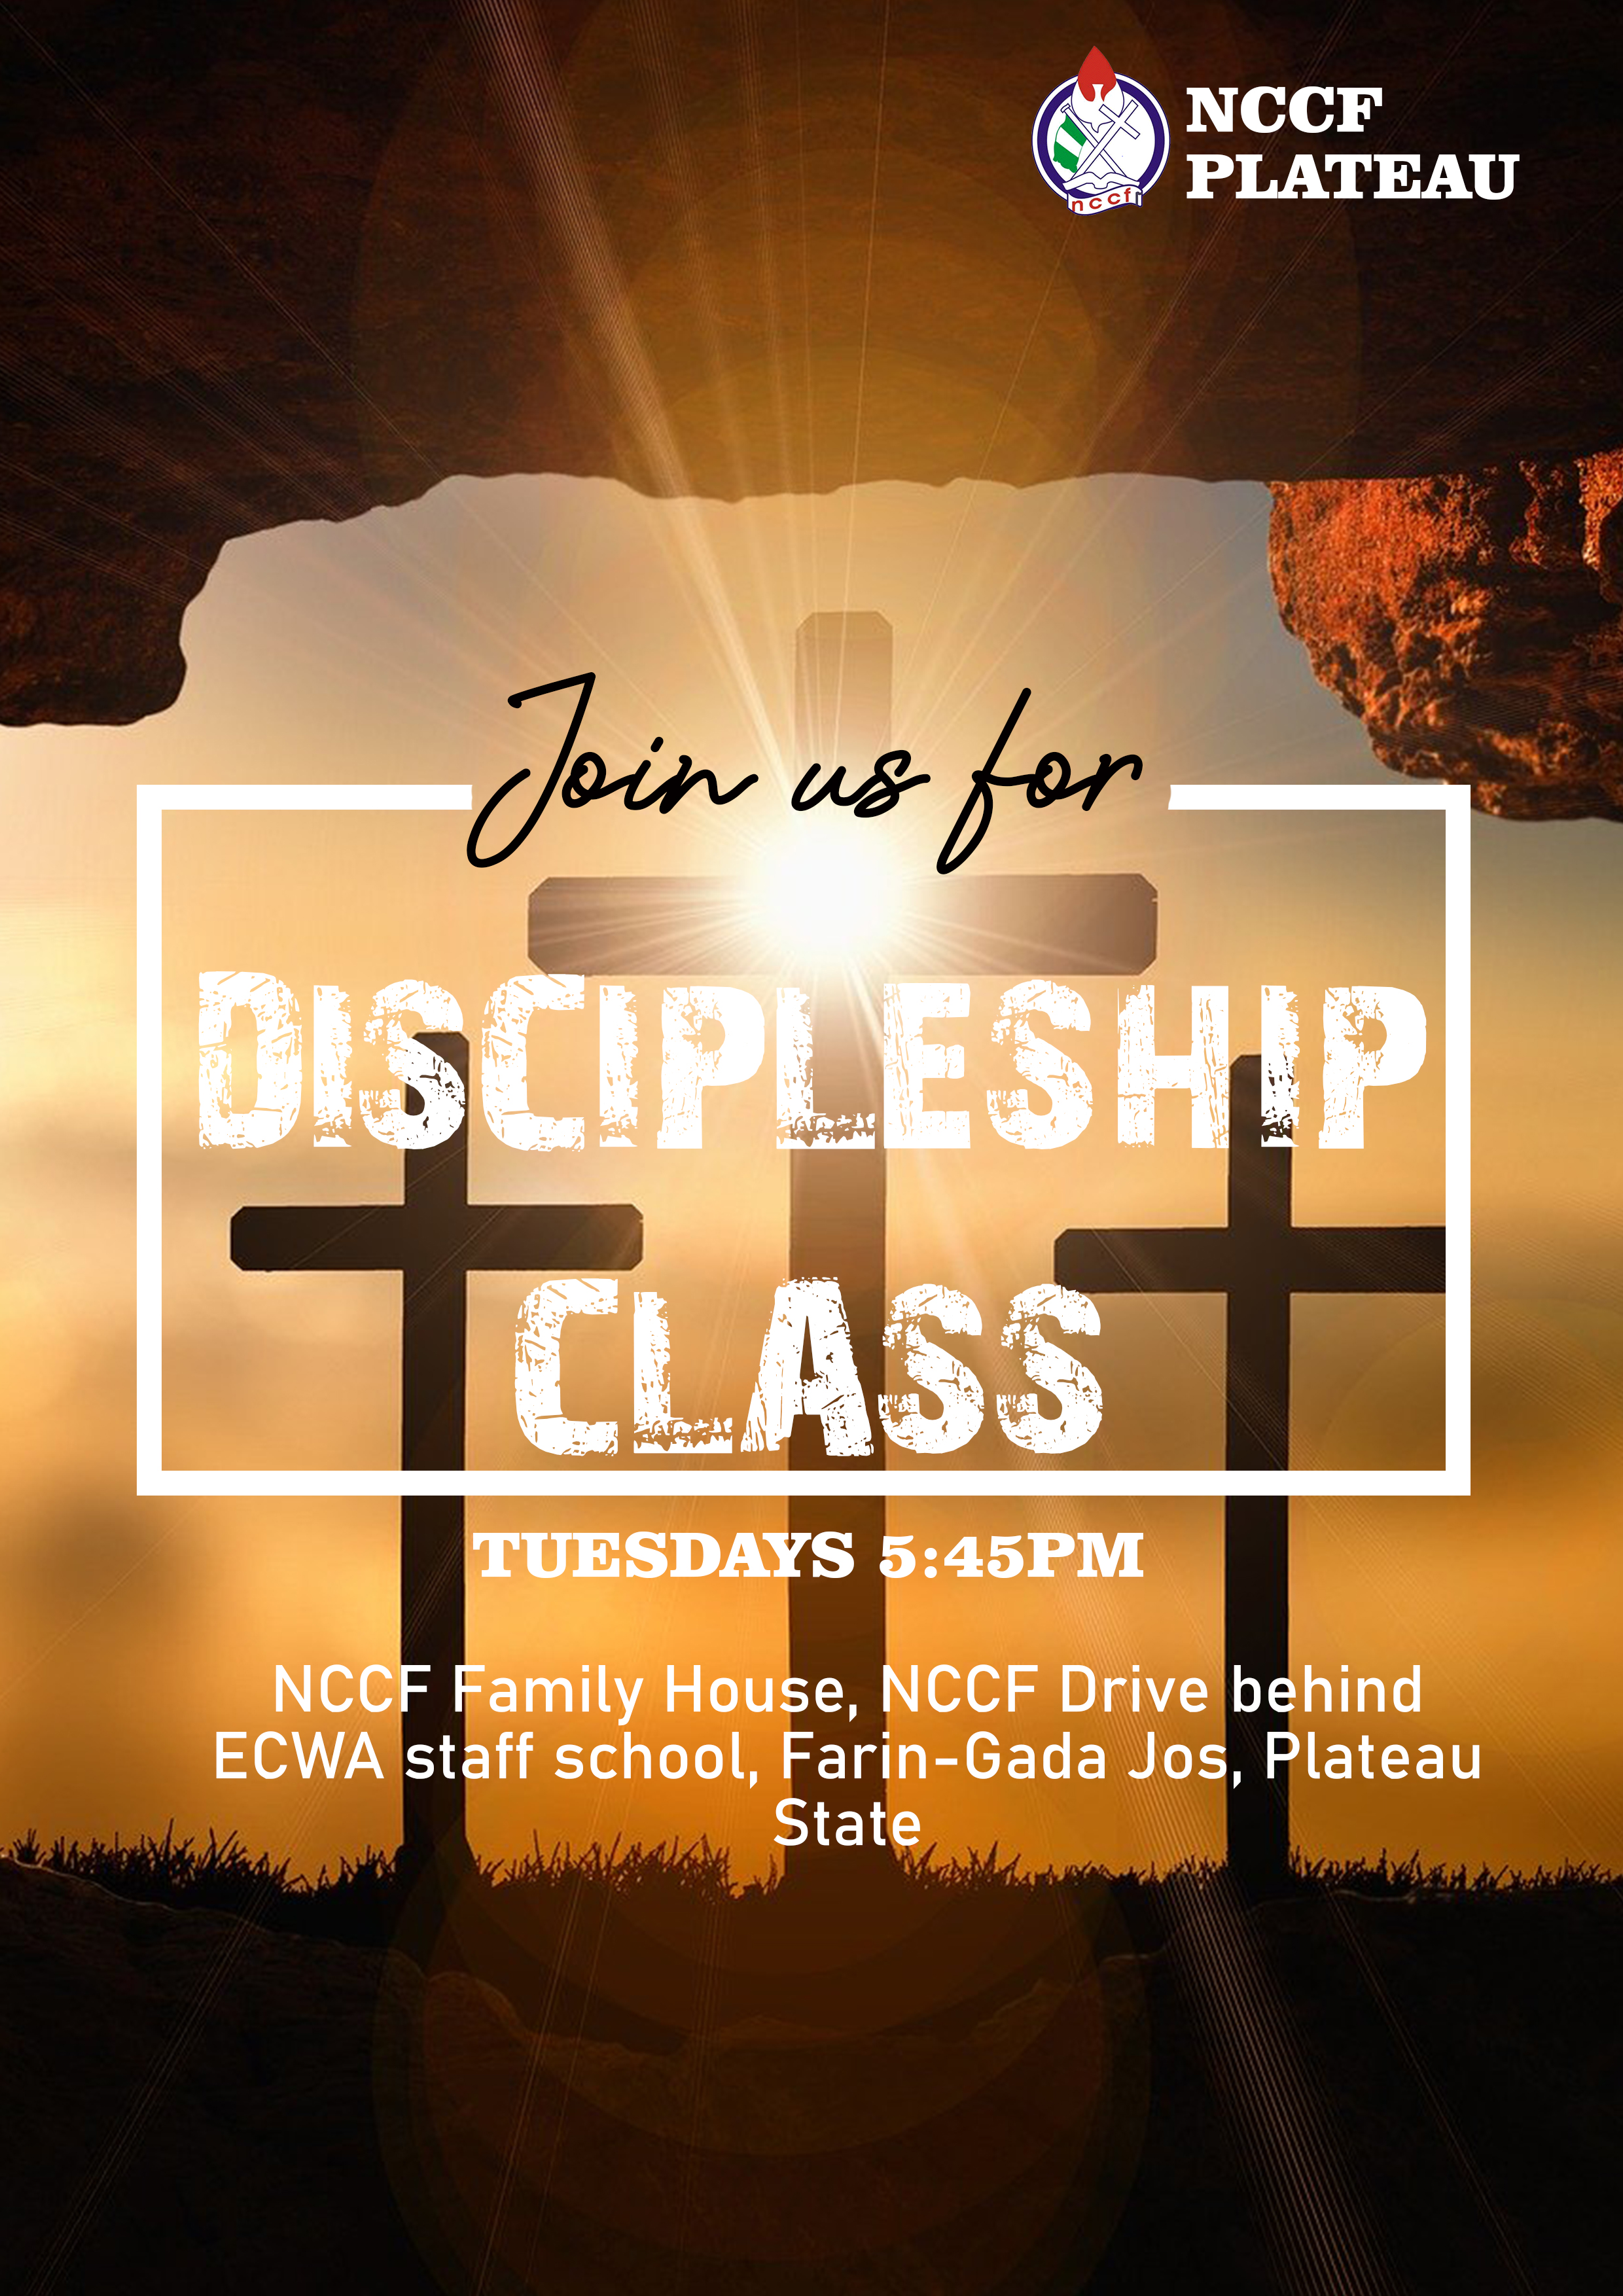 nccf
NCCF
PLATEAU
Join us for
DISCIPLESHIP
CLASS
TUESDAYS 5:45PM
NCCF Family House, NCCF Drive behind
ECWA staff school, Farin-Gada Jos, Plateau
State